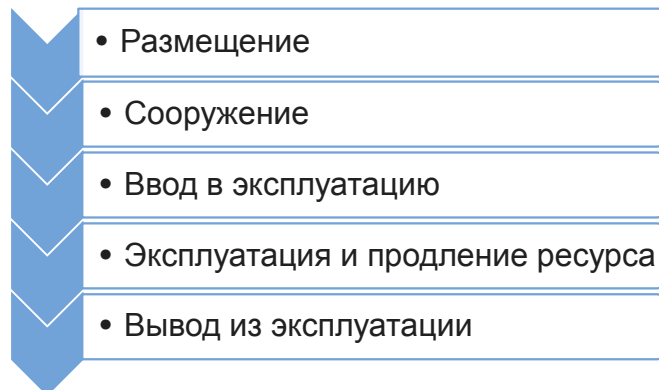 • Размещение
• Сооружение
• Ввод в эксплуатацию
• Эксплуатация и продление ресурса
• Вывод из эксплуатации